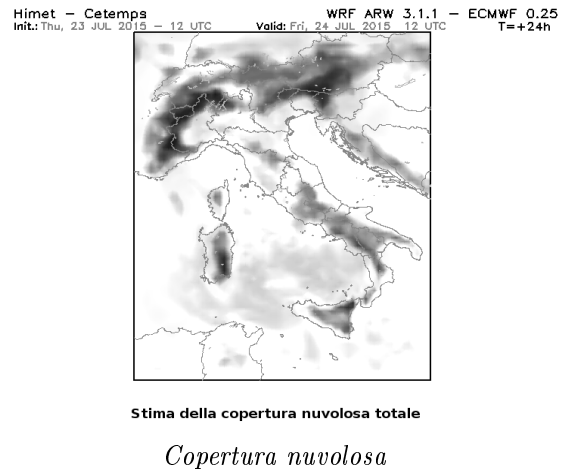 Himet – Cetemps WRF ARW 3.1.1 – ECMWF 0.25
Init.: Thu, 23 JUL 2015 – 12 UTC Valid: Fri, 24 JUL 2015 12 UTC T=+24h
Stima della copertura nuvolosa totale
Copertura nuvolosa